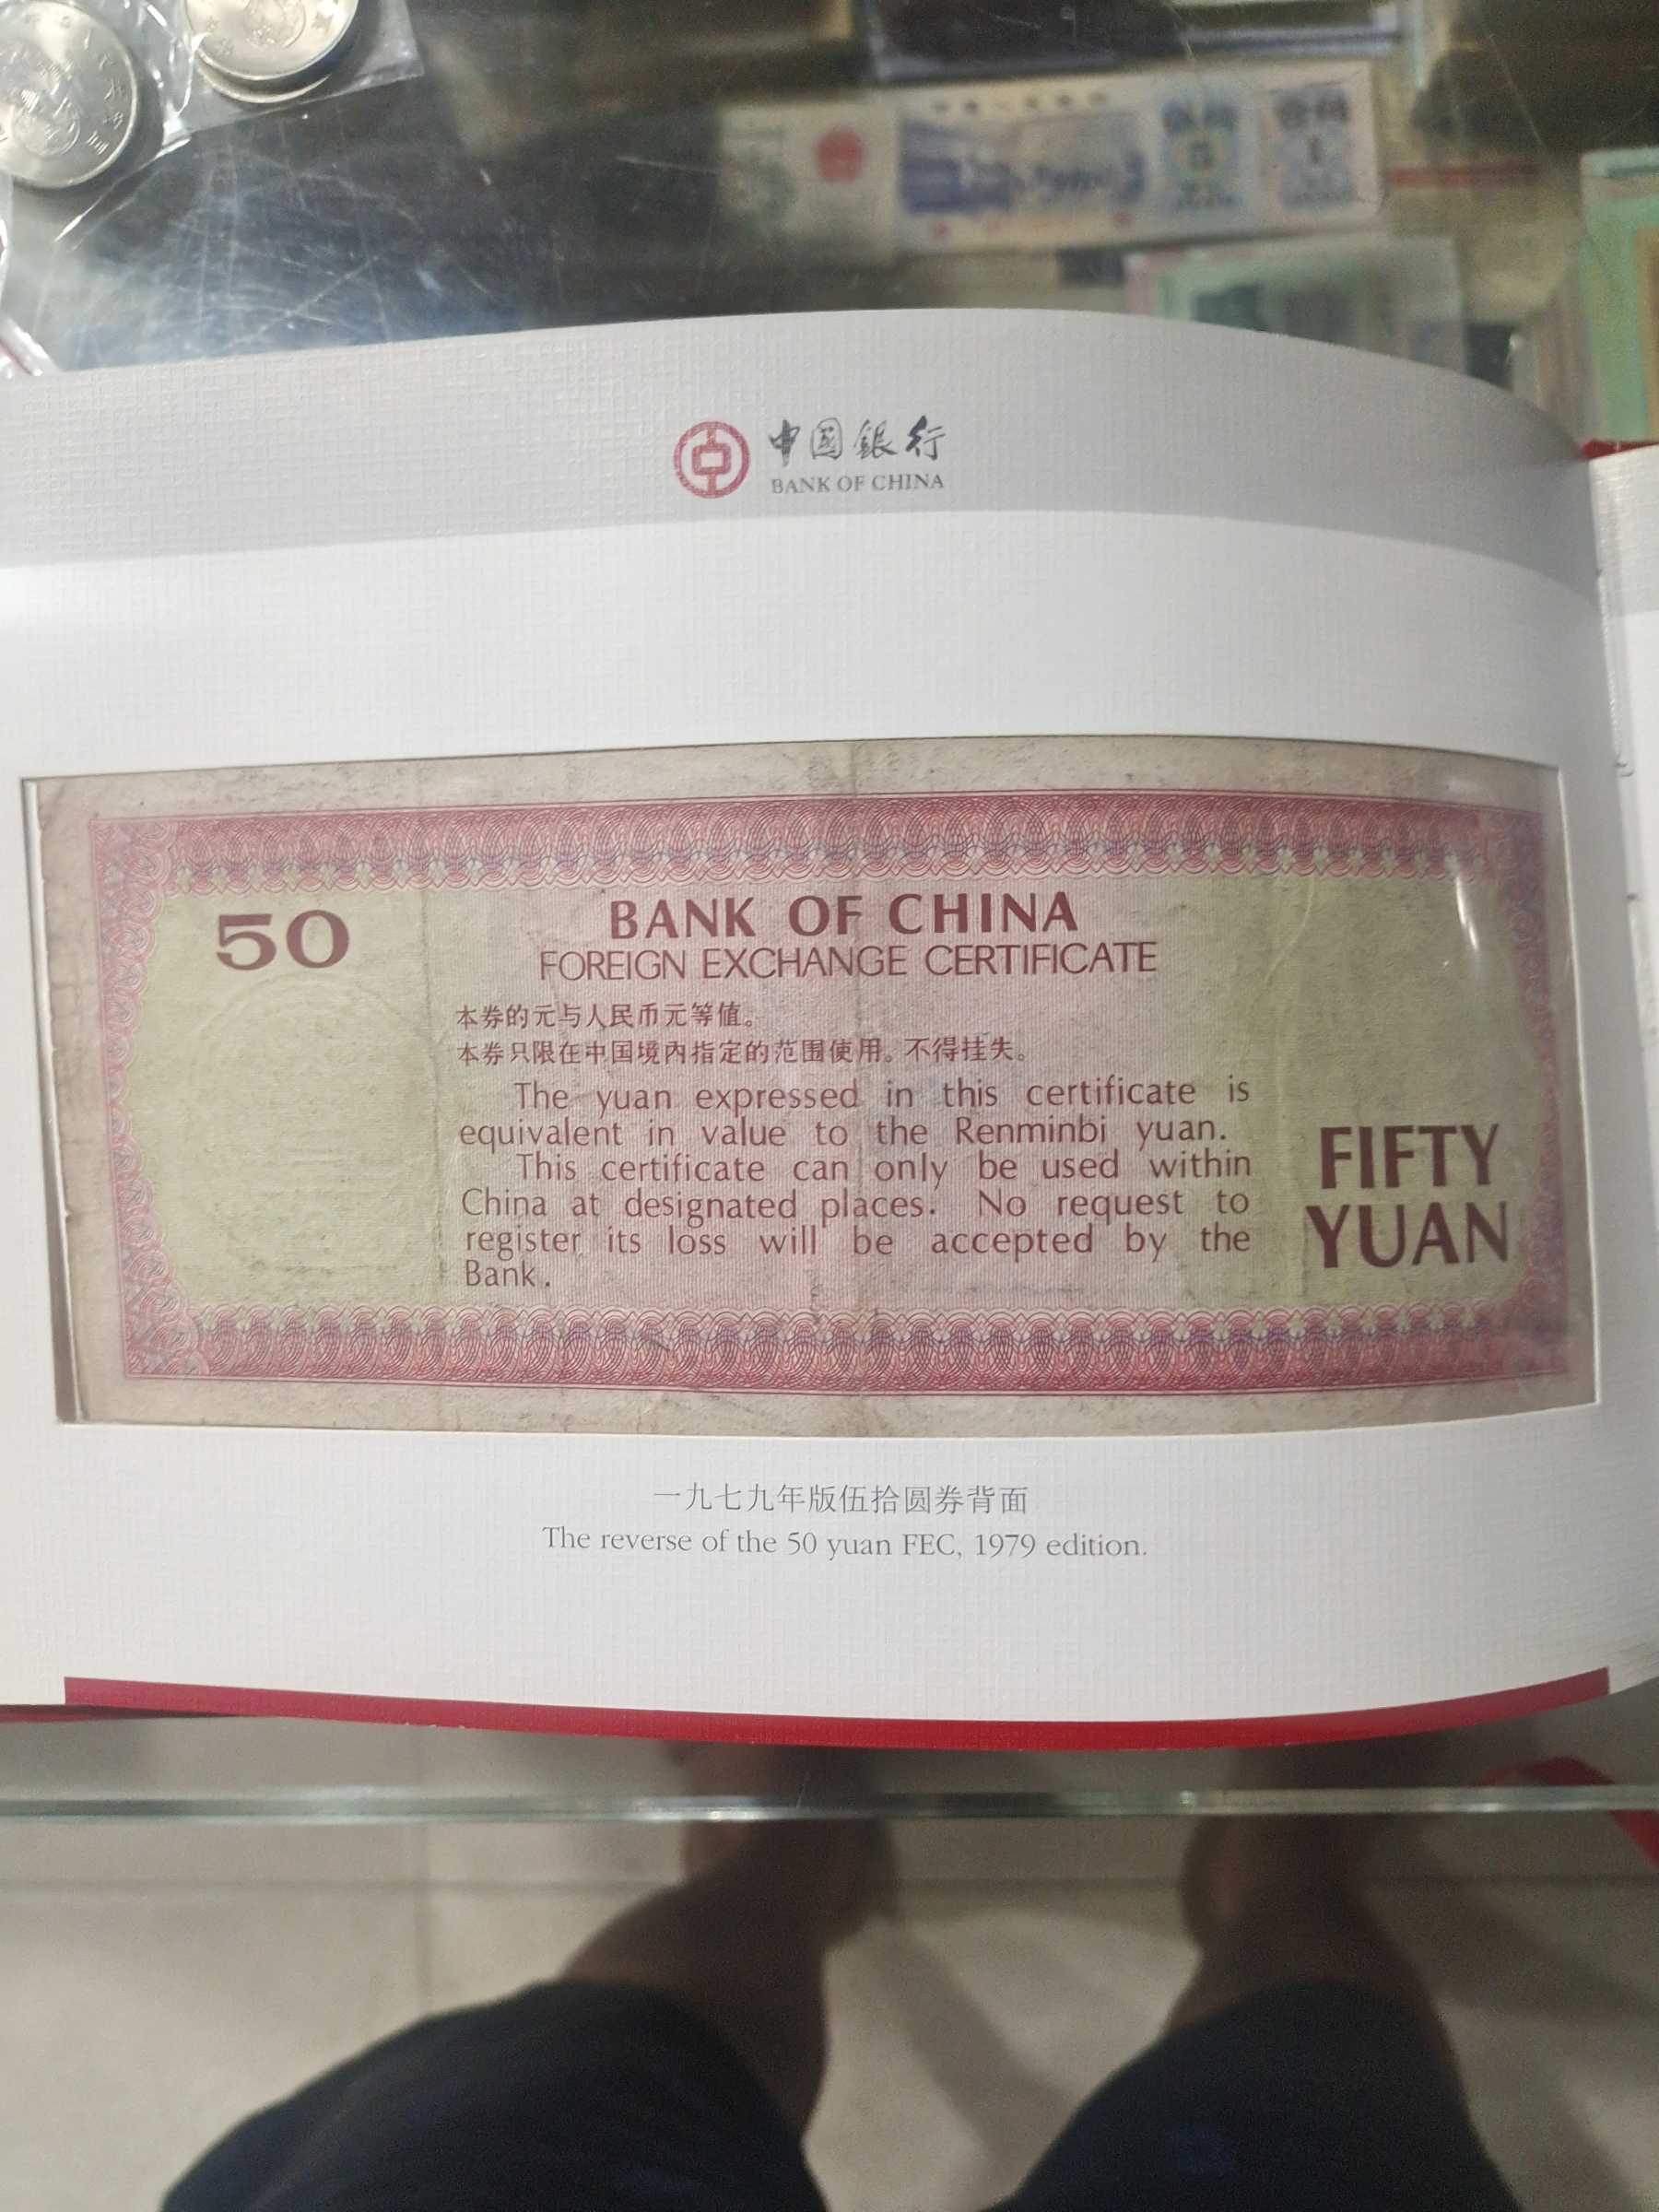 中国銀行
BANK OF CHINA
50
BANK OF CHINA
FOREIGN EXCHANGE CERTIFICATE
本券的元与人民币元等值。
本券只限在中国境内指定的范围使用。不得挂失。
The yuan expressed in this certificate is
equivalent in value to the Renminbi yuan.
This certificate can only be used within
China at designated places. No request to
register its loss will be accepted by the
Bank.
FIFTY
YUAN
一九七九年版伍拾圆券背面
The reverse of the 50 yuan FEC, 1979 edition.